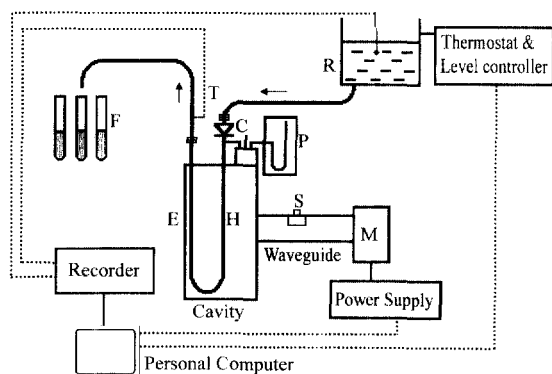 Thermostat &
Level controller
R
T
F
C
P
S
E
H
M
Waveguide
Recorder
Cavity
Power Supply
Personal Computer